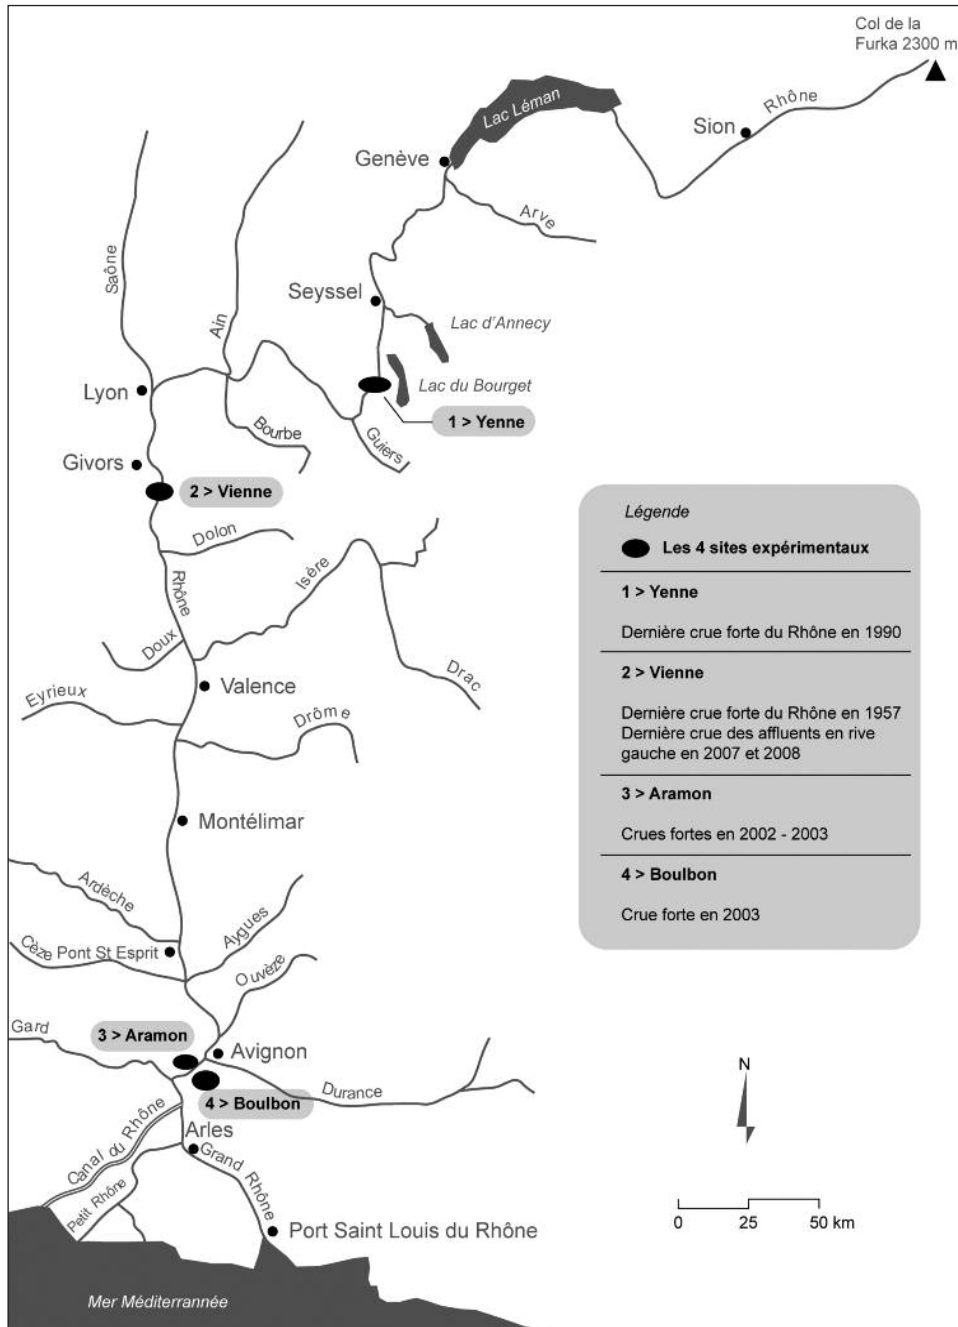 Col de la
Furka 2300 m
Lac Léman
Rhône
Sion
Genève
Arve
Saône
Seyssel
Ain
Lac d'Annecy
Lyon
Lac du Bourget
1 > Yenne
Bourbe
Guiers
Givors
2 > Vienne
Dolon
Rhône
Isère
Doux
Drac
Valence
Eyrieux
Drôme
Montélimar
Ardèche
Aygues
Cèze
Pont St Esprit
Ouvèze
Gard
3 > Aramon
Avignon
Durance
4 > Boulbon
Canal du Rhône
Arles
Petit Rhône
Grand Rhône
Port Saint Louis du Rhône
Mer Méditerrannée
Légende
Les 4 sites expérimentaux
1 > Yenne
Dernière crue forte du Rhône en 1990
2 > Vienne
Dernière crue forte du Rhône en 1957
Dernière crue des affluents en rive
gauche en 2007 et 2008
3 > Aramon
Crues fortes en 2002 - 2003
4 > Boulbon
Crue forte en 2003
N
0 25 50 km